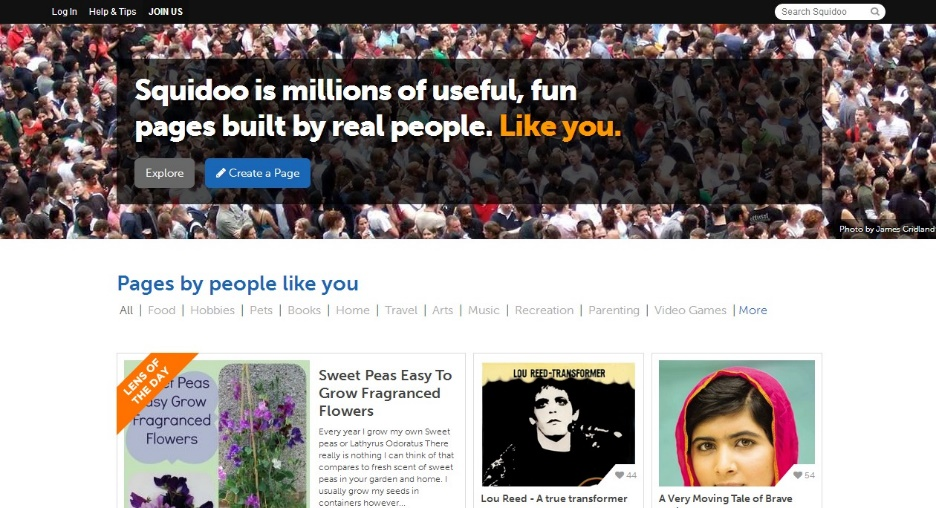 Log In Help & Tips JOIN US Search Squidoo
Squidoo is millions of useful, fun
pages built by real people. Like you.
Explore Create a Page
Photo by James Cridland
Pages by people like you
All | Food | Hobbies | Pets | Books | Home | Travel | Arts | Music | Recreation | Parenting | Video Games | More
LENS OF
THE DAY
Peas
Easy Grow
Fragranced
Flowers
Sweet Peas Easy To
Grow Fragranced
Flowers
Every year I grow my own Sweet
peas or Lathyrus Odoratus There
really is nothing I can think of that
compares to fresh scent of sweet
peas in your garden and home. I
usually grow my seeds in
containers however...
LOU REED-TRANSFORMER
44
Lou Reed - A true transformer
54
A Very Moving Tale of Brave